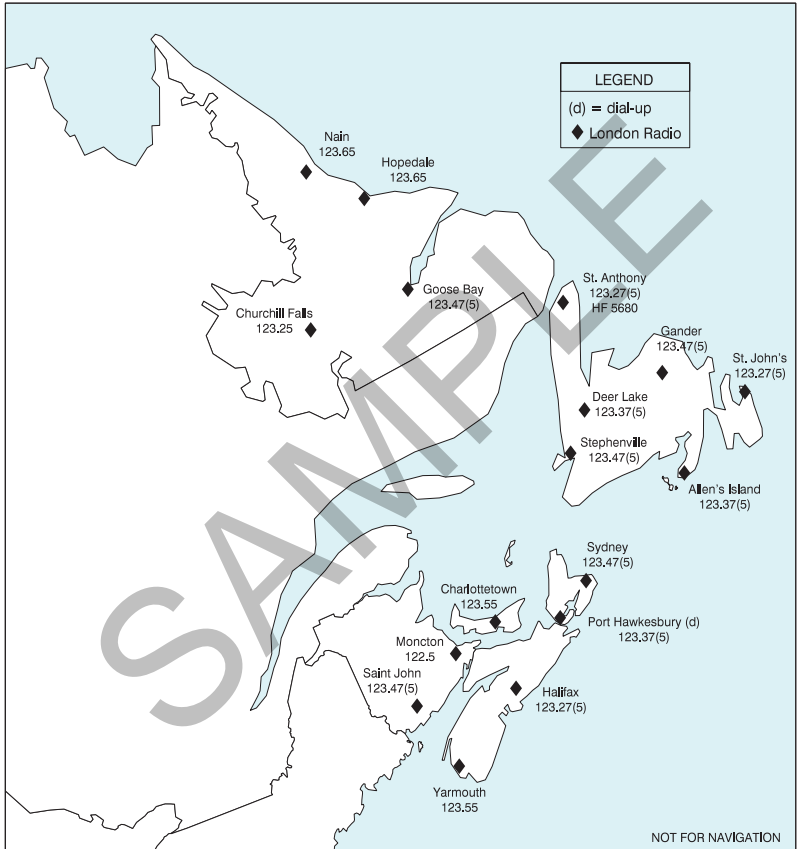 LEGEND
(d) = dial-up
London Radio
Nain
123.65
Hopedale
123.65
Goose Bay
123.47(5)
Churchill Falls
123.25
St. Anthony
123.27(5)
HF 5680
Gander
123.47(5)
St. John's
123.27(5)
Deer Lake
123.37(5)
Stephenville
123.47(5)
Allen's Island
123.37(5)
Sydney
123.47(5)
Charlottetown
123.55
Port Hawkesbury (d)
123.37(5)
Moncton
122.5
Saint John
123.47(5)
Halifax
123.27(5)
Yarmouth
123.55
NOT FOR NAVIGATION
SAMPLE